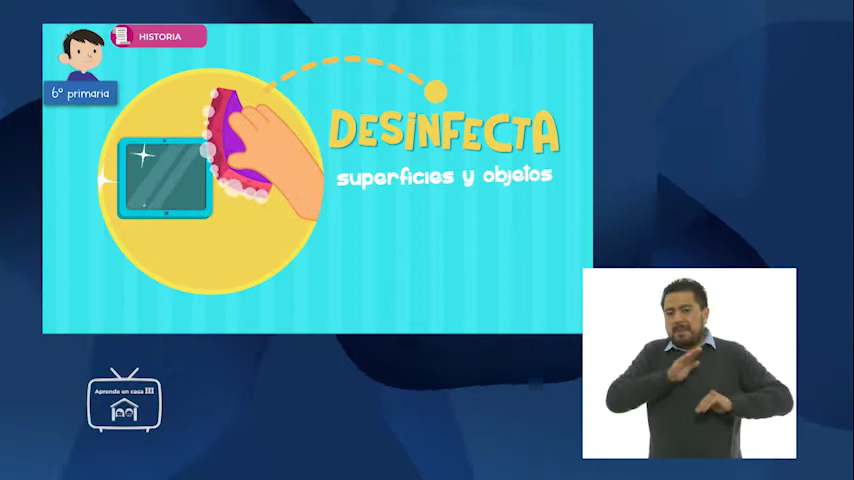 HISTORIA
6º primaria
DESINFECTA
superficies y objetos
Aprende en casa III